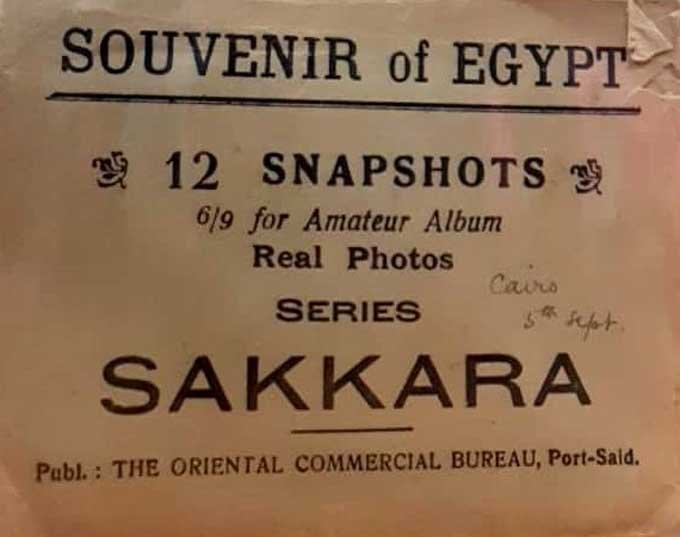 SOUVENIR of EGYPT
12 SNAPSHOTS
6/9 for Amateur Album
Real Photos
Cairo
SERIES
5th Sept.
SAKKARA
Publ. : THE ORIENTAL COMMERCIAL BUREAU, Port-Said.